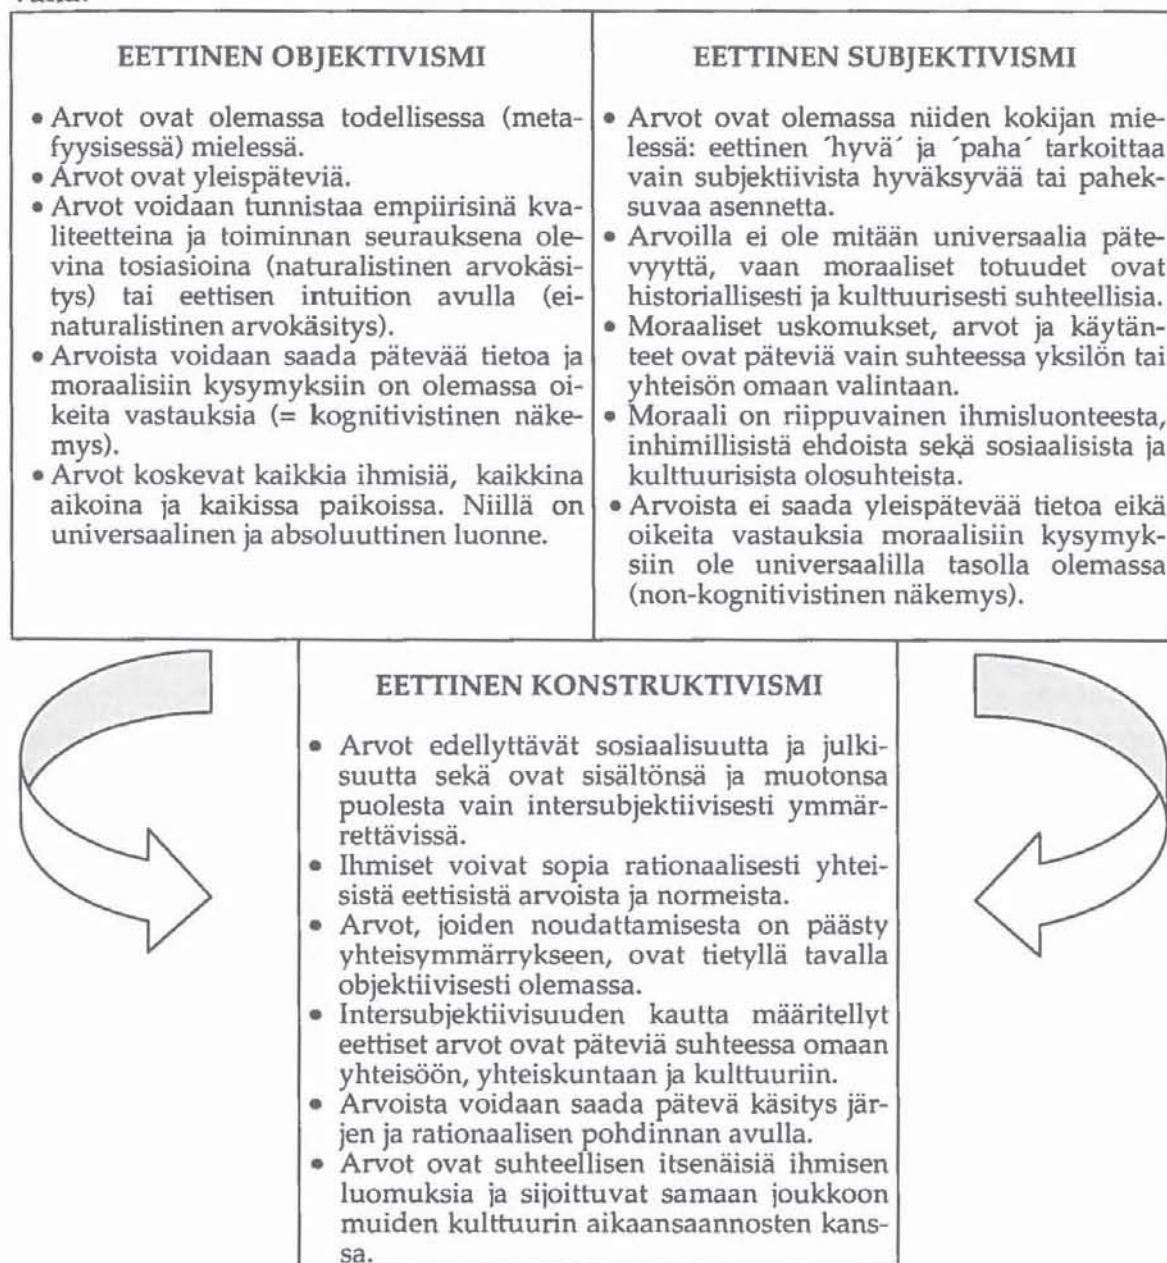 EETTINEN OBJEKTIVISMI
• Arvot ovat olemassa todellisessa (meta-
fyysisessä) mielessä.
• Arvot ovat yleispäteviä.
• Arvot voidaan tunnistaa empiirisinä kva-
liteetteina ja toiminnan seurauksena ole-
vina tosiasioina (naturalistinen arvokäsi-
tys) tai eettisen intuition avulla (ei-
naturalistinen arvokäsitys).
• Arvoista voidaan saada pätevää tietoa ja
moraalisiin kysymyksiin on olemassa oi-
keita vastauksia (= kognitivistinen näke-
mys).
• Arvot koskevat kaikkia ihmisiä, kaikkina
aikoina ja kaikissa paikoissa. Niillä on
universaalinen ja absoluuttinen luonne.
EETTINEN SUBJEKTIVISMI
• Arvot ovat olemassa niiden kokijan mie-
lessä: eettinen ´hyvä´ ja ´paha´ tarkoittaa
vain subjektiivista hyväksyvää tai pahek-
suvaa asennetta.
• Arvoilla ei ole mitään universaalia päte-
vyyttä, vaan moraaliset totuudet ovat
historiallisesti ja kulttuurisesti suhteellisia.
• Moraaliset uskomukset, arvot ja käytän-
teet ovat päteviä vain suhteessa yksilön tai
yhteisön omaan valintaan.
• Moraali on riippuvainen ihmisluonteesta,
inhimillisistä ehdoista sekä sosiaalisista ja
kulttuurisista olosuhteista.
• Arvoista ei saada yleispätevää tietoa eikä
oikeita vastauksia moraalisiin kysymyk-
siin ole universaalilla tasolla olemassa
(non-kognitivistinen näkemys).
EETTINEN KONSTRUKTIVISMI
• Arvot edellyttävät sosiaalisuutta ja julki-
suutta sekä ovat sisältönsä ja muotonsa
puolesta vain intersubjektiivisesti ymmär-
rettävissä.
• Ihmiset voivat sopia rationaalisesti yhtei-
sistä eettisistä arvoista ja normeista.
• Arvot, joiden noudattamisesta on päästy
yhteisymmärrykseen, ovat tietyllä tavalla
objektiivisesti olemassa.
• Intersubjektiivisuuden kautta määritellyt
eettiset arvot ovat päteviä suhteessa omaan
yhteisöön, yhteiskuntaan ja kulttuuriin.
• Arvoista voidaan saada pätevä käsitys jär-
jen ja rationaalisen pohdinnan avulla.
• Arvot ovat suhteellisen itsenäisiä ihmisen
luomuksia ja sijoittuvat samaan joukkoon
muiden kulttuurin aikaansaannosten kans-
sa.